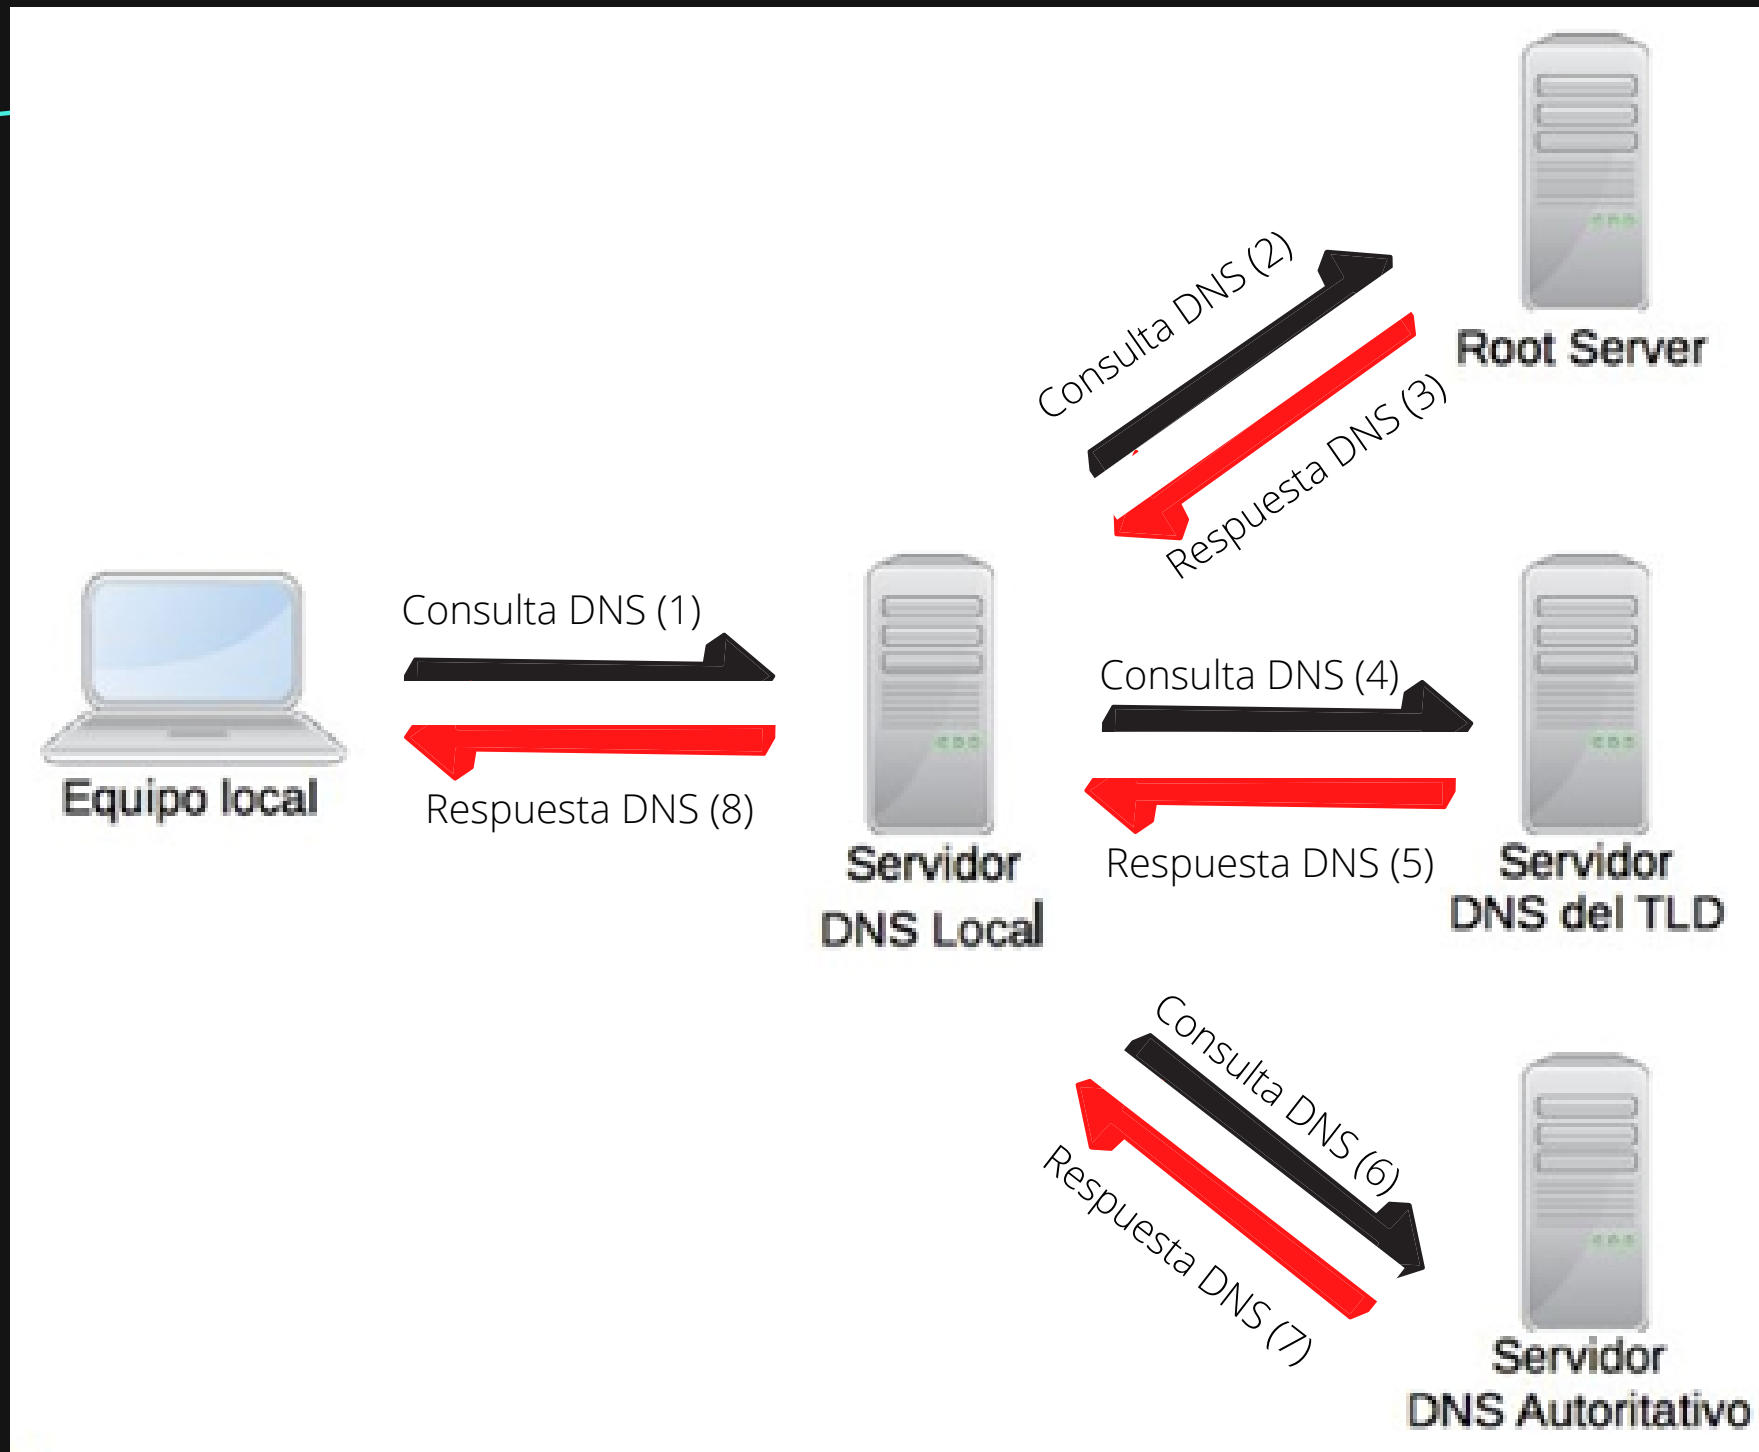 Root Server
Consulta DNS (2)
Respuesta DNS (3)
Consulta DNS (1)
Respuesta DNS (8)
Equipo local
Servidor
DNS Local
Consulta DNS (4)
Respuesta DNS (5)
Servidor
DNS del TLD
Consulta DNS (6)
Respuesta DNS (7)
Servidor
DNS Autoritativo